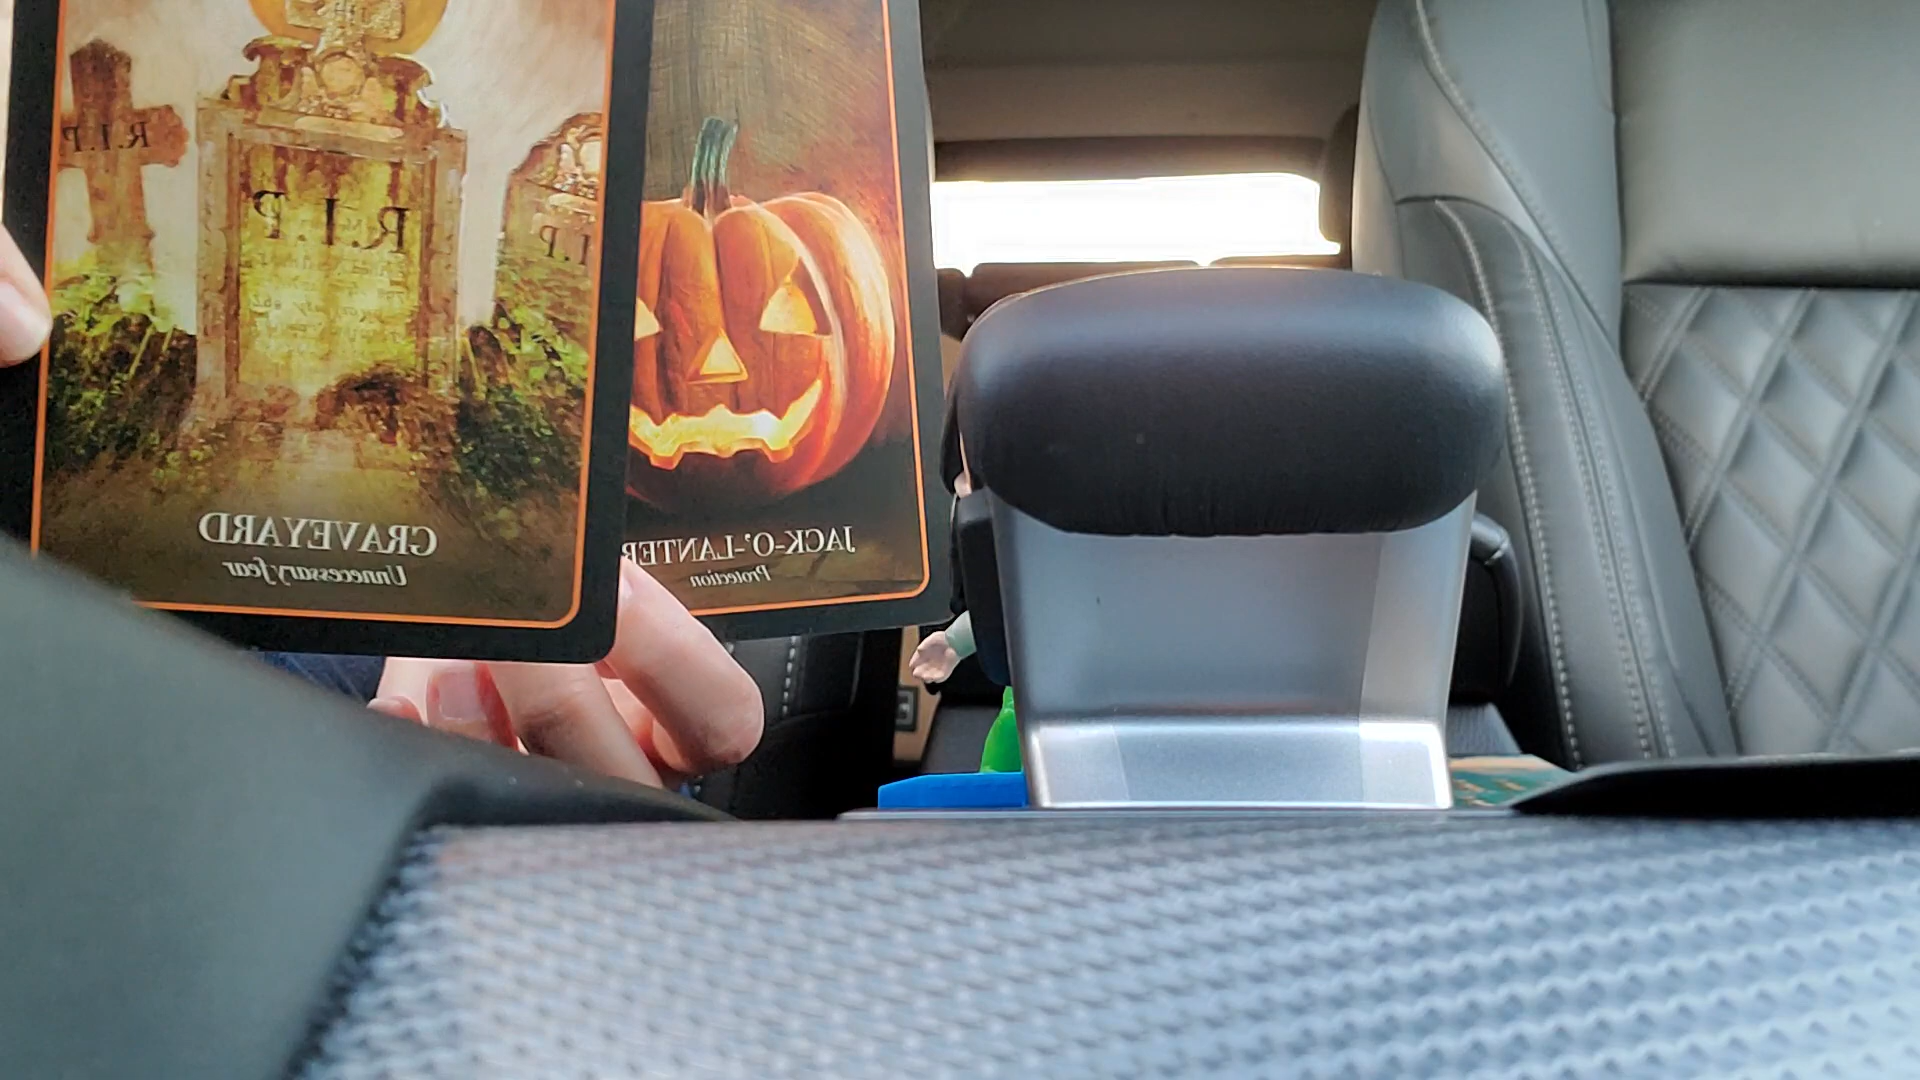 R.I.P
R.I.P
I.P
GRAVEYARD
Unnecessary fear
JACK-O'-LANTER
Protection